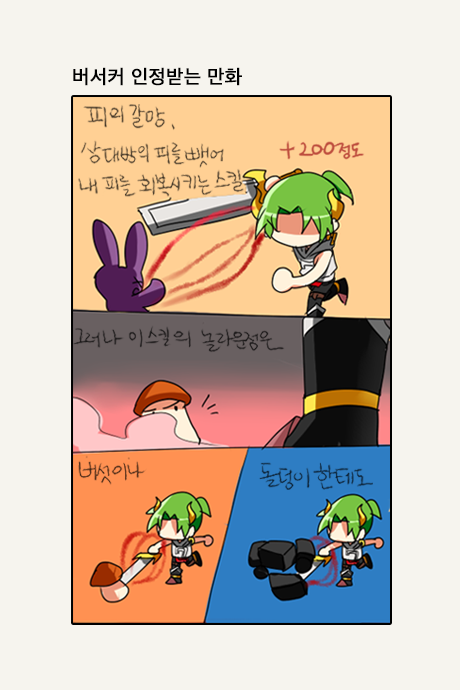 버서커 인정받는 만화
피의 갈망,
상대방의 피를 뺏어
내 피를 회복시키는 스킬.
+200정도
그러나 이 스킬의 놀라운점은
버섯이나
돌덩이 한테도